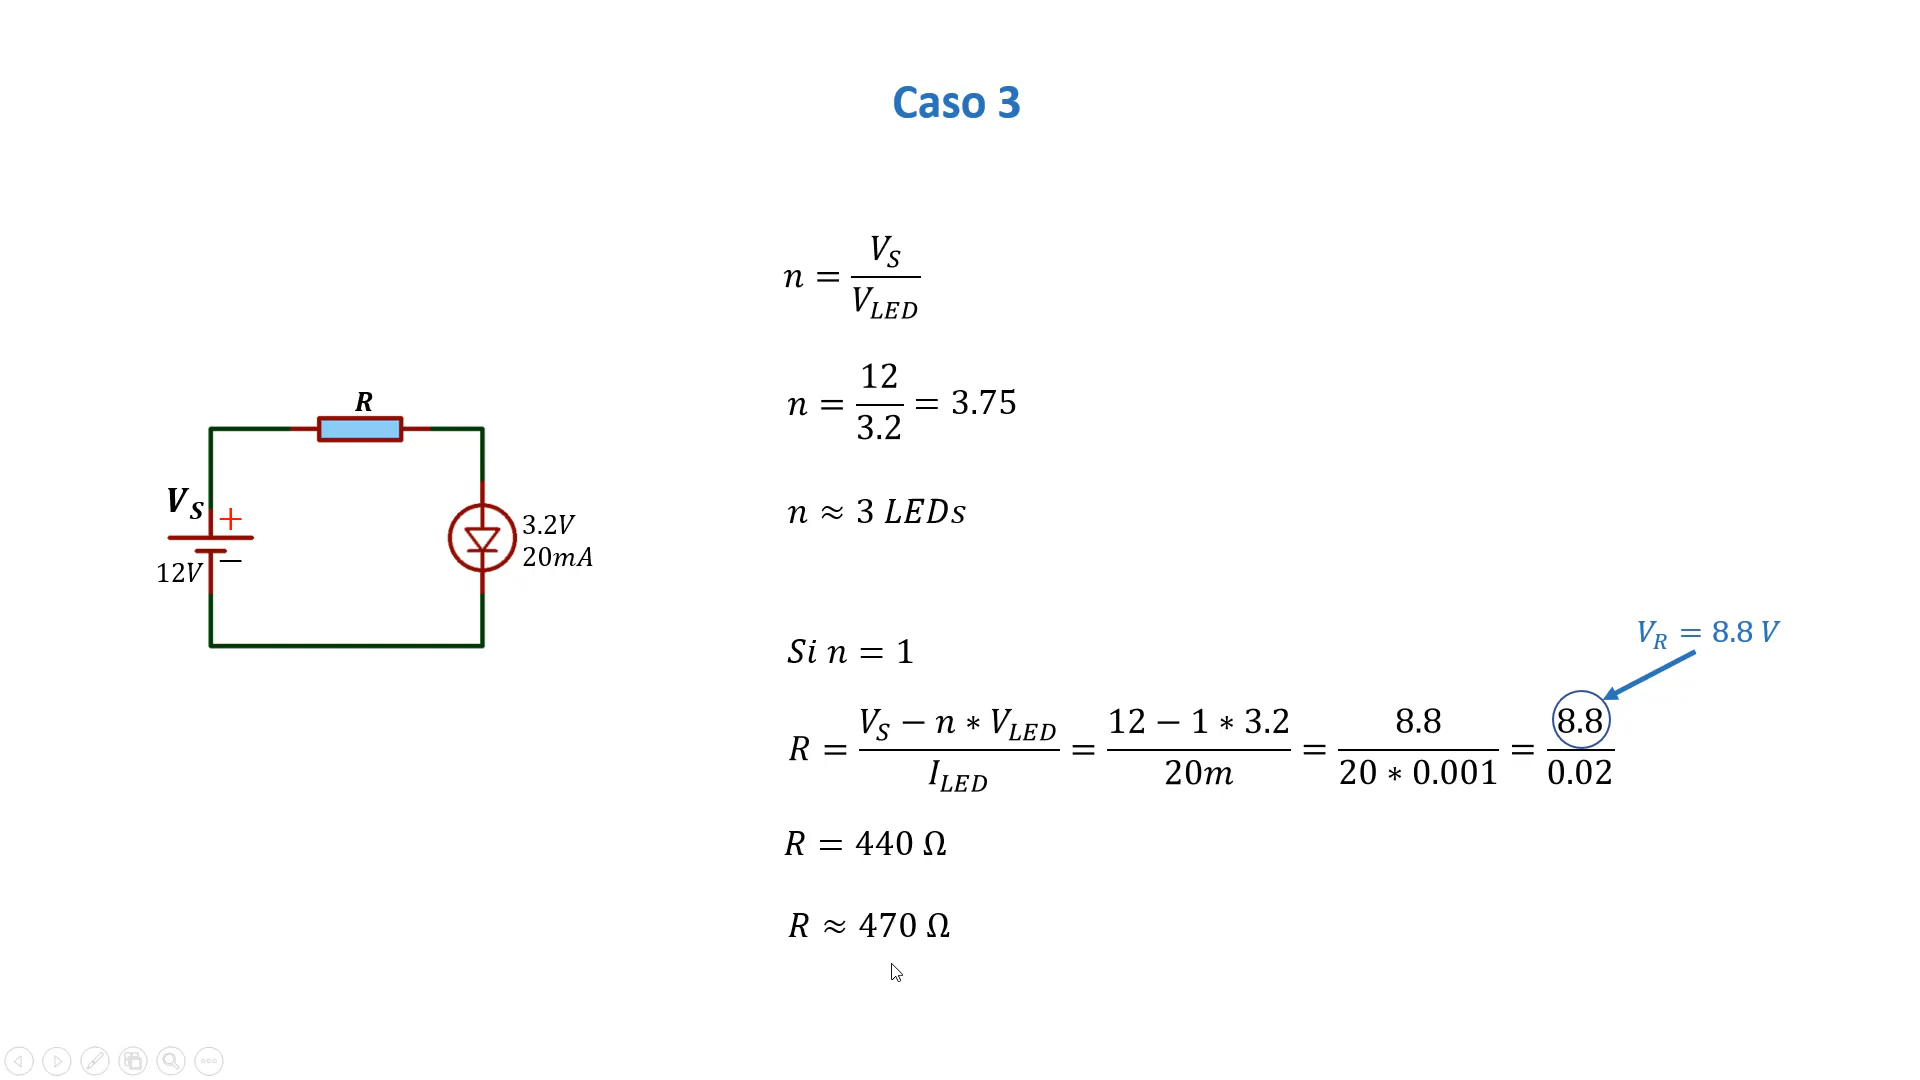 Caso 3
n = V_S / V_LED
n = 12 / 3.2 = 3.75
n ≈ 3 LEDs
R
V_S
+
−
12V
3.2V
20mA
Si n = 1
V_R = 8.8 V
R = V_S − n * V_LED / I_LED = 12 − 1 * 3.2 / 20m = 8.8 / 20 * 0.001 = 8.8 / 0.02
R = 440 Ω
R ≈ 470 Ω